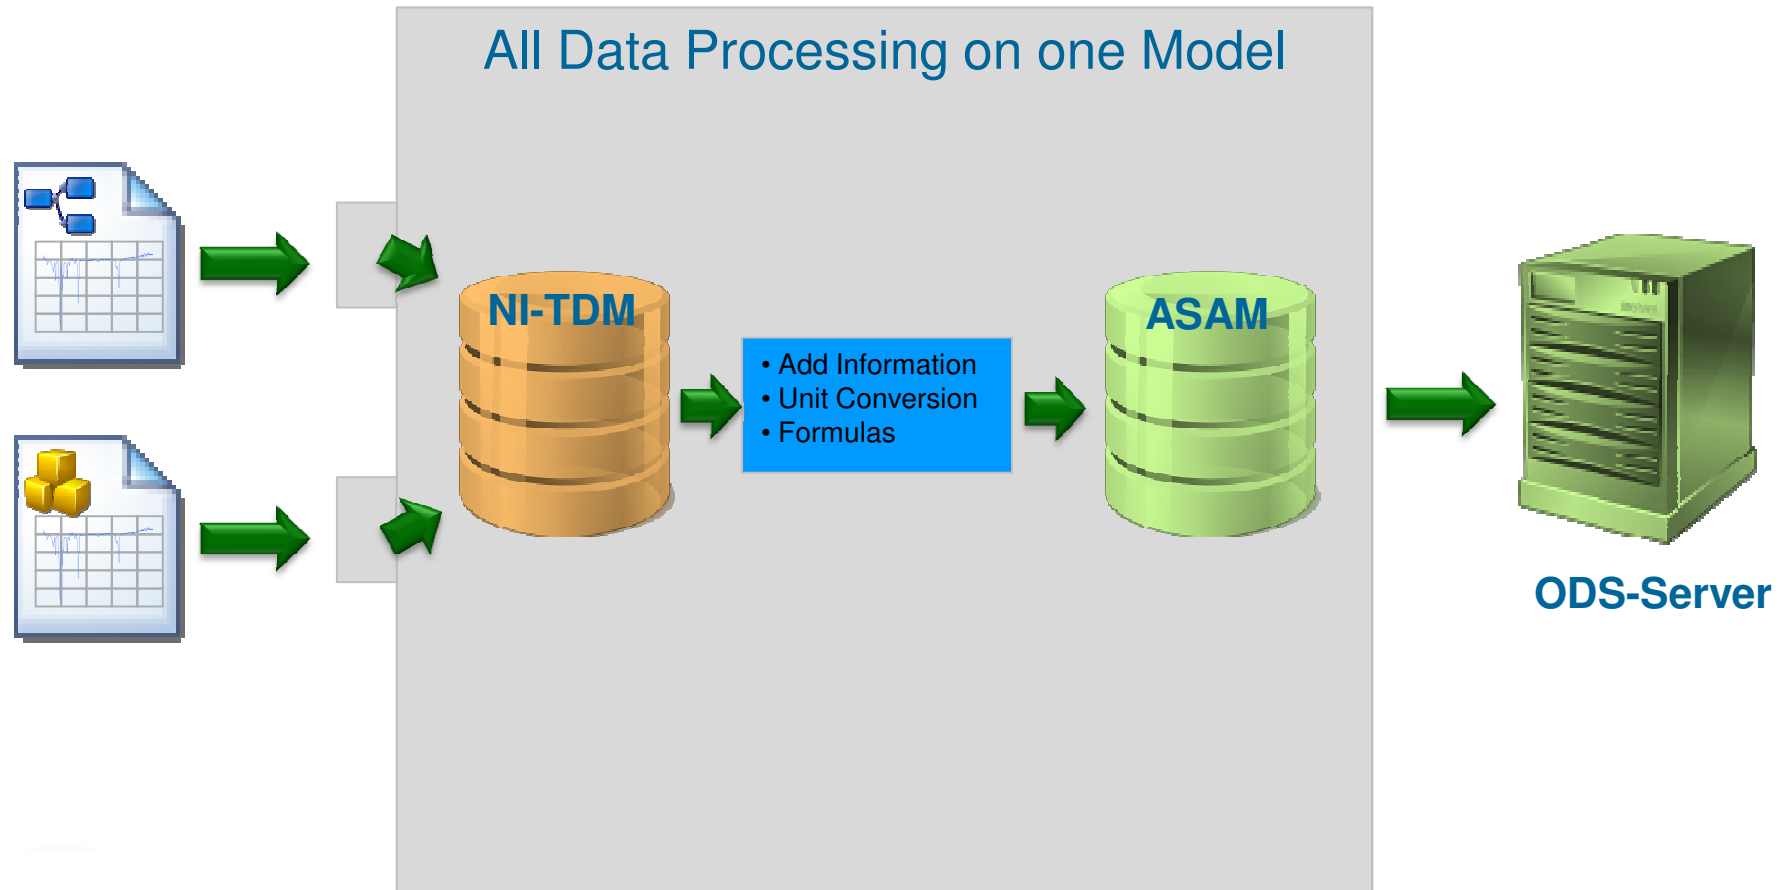 All Data Processing on one Model
NI-TDM
ASAM
• Add Information
• Unit Conversion
• Formulas
ODS-Server